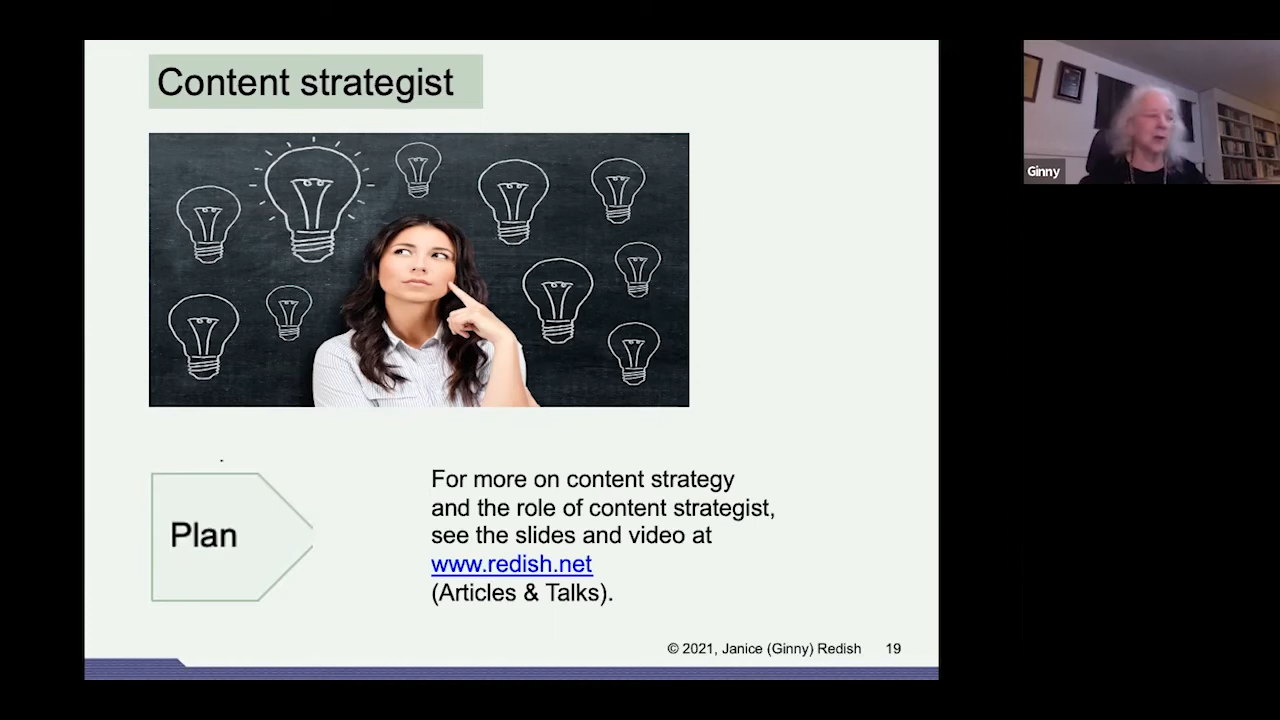 Content strategist
Ginny
Plan
For more on content strategy
and the role of content strategist,
see the slides and video at
www.redish.net
(Articles & Talks).
© 2021, Janice (Ginny) Redish 19